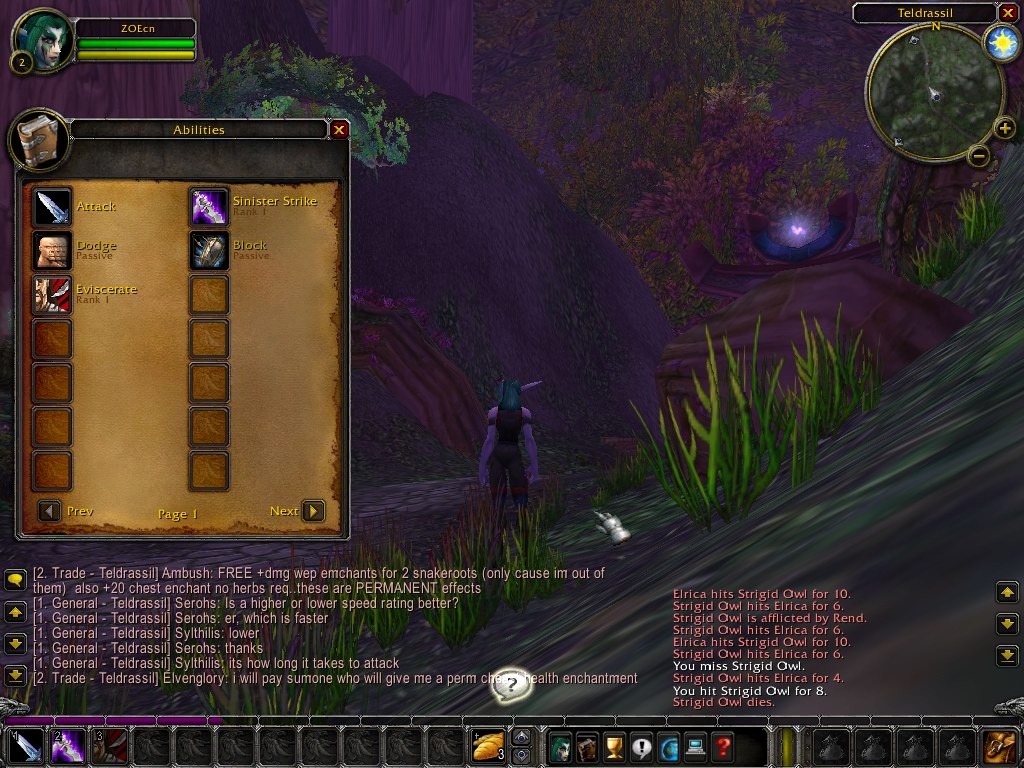 ZOEcn
2
Teldrassil
N
Abilities
Attack
Sinister Strike
Rank 1
Dodge
Passive
Block
Passive
Eviscerate
Rank 1
Prev
Page 1
Next
[2. Trade - Teldrassil] Ambush: FREE +dmg wep emchants for 2 snakeroots (only cause im out of
them)  also +20 chest enchant no herbs req..these are PERMANENT effects
[1. General - Teldrassil] Serohs: Is a higher or lower speed rating better?
[1. General - Teldrassil] Serohs: er, which is faster
[1. General - Teldrassil] Sylthilis: lower
[1. General - Teldrassil] Serohs: thanks
[1. General - Teldrassil] Sylthilis: its how long it takes to attack
[2. Trade - Teldrassil] Elvenglory: i will pay sumone who will give me a perm health enchantment
?
Elrica hits Strigid Owl for 10.
Strigid Owl hits Elrica for 6.
Strigid Owl is afflicted by Rend.
Strigid Owl hits Elrica for 6.
Elrica hits Strigid Owl for 10.
Strigid Owl hits Elrica for 6.
You miss Strigid Owl.
Strigid Owl hits Elrica for 4.
You hit Strigid Owl for 8.
Strigid Owl dies.
1
2
3
3
!
?